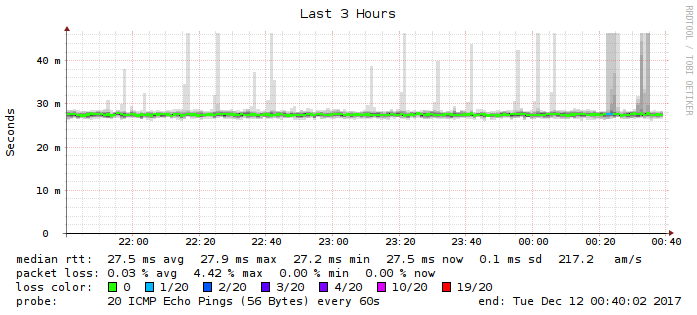 Last 3 Hours
RRDTOOL / TOBI OETIKER
Seconds
40 m
30 m
20 m
10 m
0
22:00 22:20 22:40 23:00 23:20 23:40 00:00 00:20 00:40
median rtt: 27.5 ms avg 27.9 ms max 27.2 ms min 27.5 ms now 0.1 ms sd 217.2 am/s
packet loss: 0.03 % avg 4.42 % max 0.00 % min 0.00 % now
loss color: 0 1/20 2/20 3/20 4/20 10/20 19/20
probe: 20 ICMP Echo Pings (56 Bytes) every 60s end: Tue Dec 12 00:40:02 2017